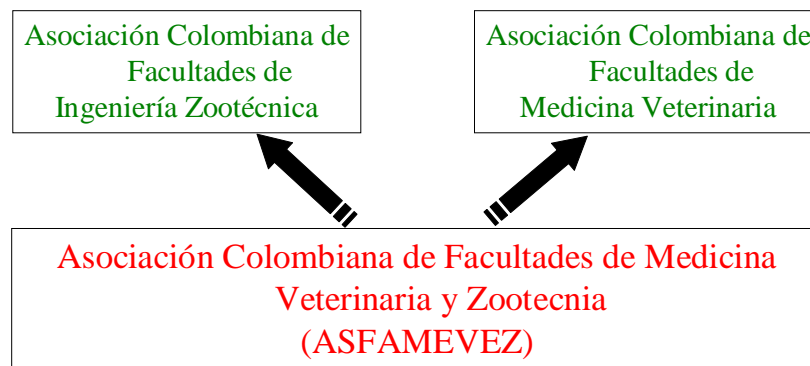 Asociación Colombiana de
Facultades de
Ingeniería Zootécnica
Asociación Colombiana de
Facultades de
Medicina Veterinaria
Asociación Colombiana de Facultades de Medicina
Veterinaria y Zootecnia
(ASFAMEVEZ)